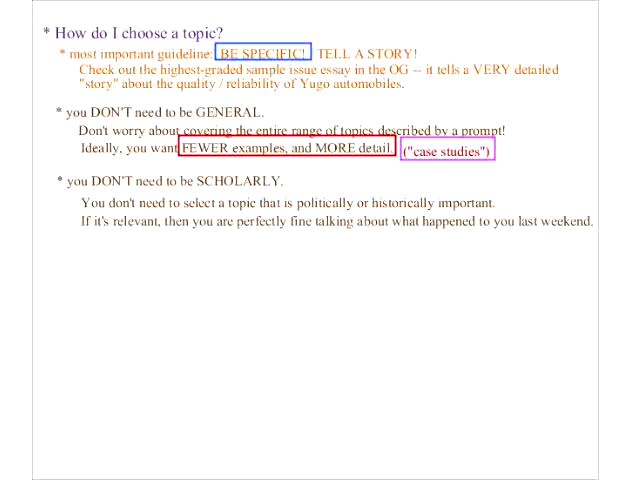 * How do I choose a topic?
* most important guideline: BE SPECIFIC! TELL A STORY!
Check out the highest-graded sample issue essay in the OG -- it tells a VERY detailed
"story" about the quality / reliability of Yugo automobiles.
* you DON'T need to be GENERAL.
Don't worry about covering the entire range of topics described by a prompt!
Ideally, you want FEWER examples, and MORE detail. ("case studies")
* you DON'T need to be SCHOLARLY.
You don't need to select a topic that is politically or historically important.
If it's relevant, then you are perfectly fine talking about what happened to you last weekend.